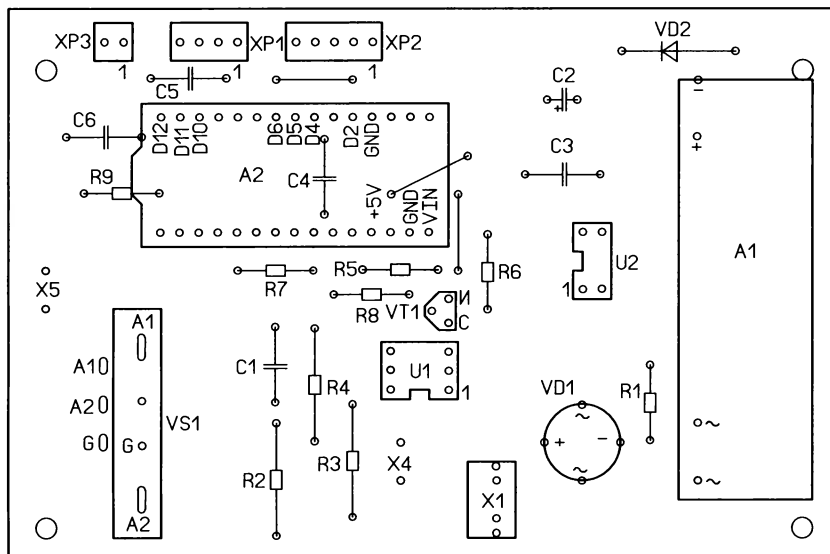 XP3
XP1
XP2
VD2
1
1
1
C5
C2
+
−
+
C6
D12
D11
D10
D6
D5
D4
D2
GND
C3
R9
A2
C4
+5V
GND
VIN
U2
A1
1
X5
R7
R5
R6
R8
VT1
И
С
A1
A1
C1
R4
U1
1
VD1
R1
A2
VS1
G
G
+
~
−
~
~
~
R2
R3
X4
X1
A2